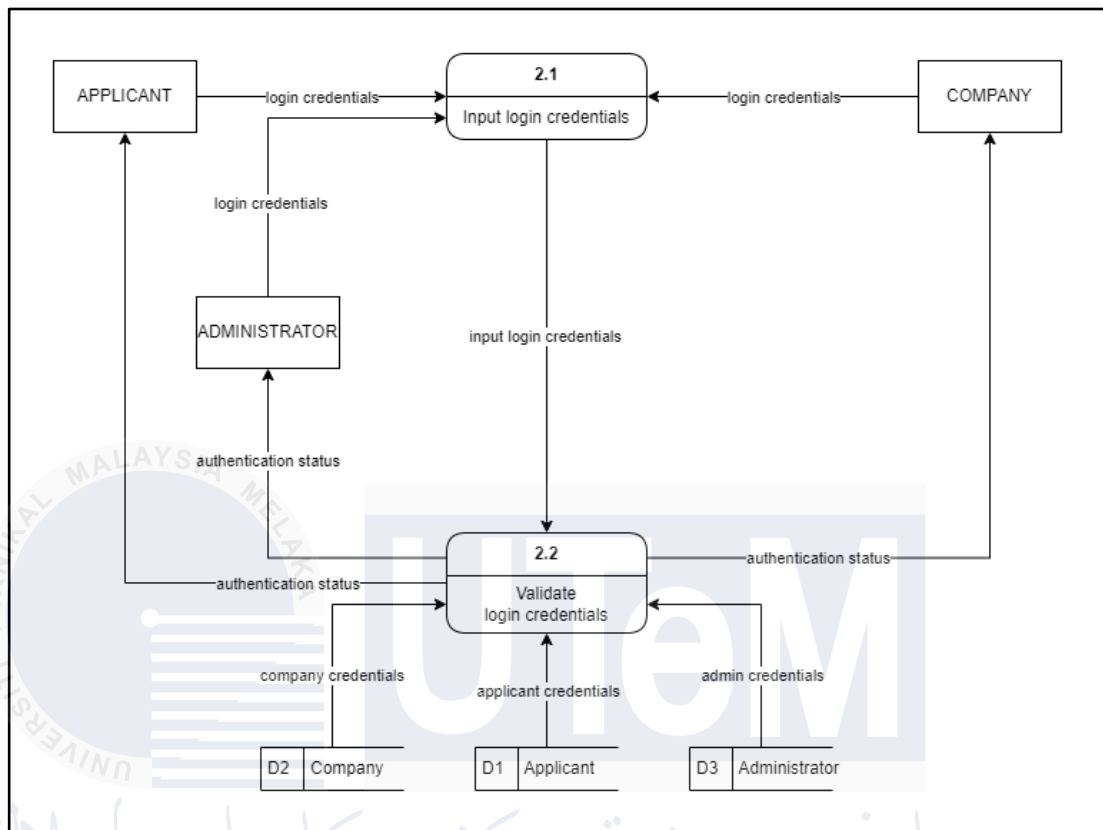 2.1
APPLICANT
login credentials
Input login credentials
login credentials
COMPANY
login credentials
ADMINISTRATOR
input login credentials
authentication status
2.2
authentication status
authentication status
Validate
login credentials
company credentials
applicant credentials
admin credentials
D2 Company
D1 Applicant
D3 Administrator
MALAYSIA MELAKA
UTeM